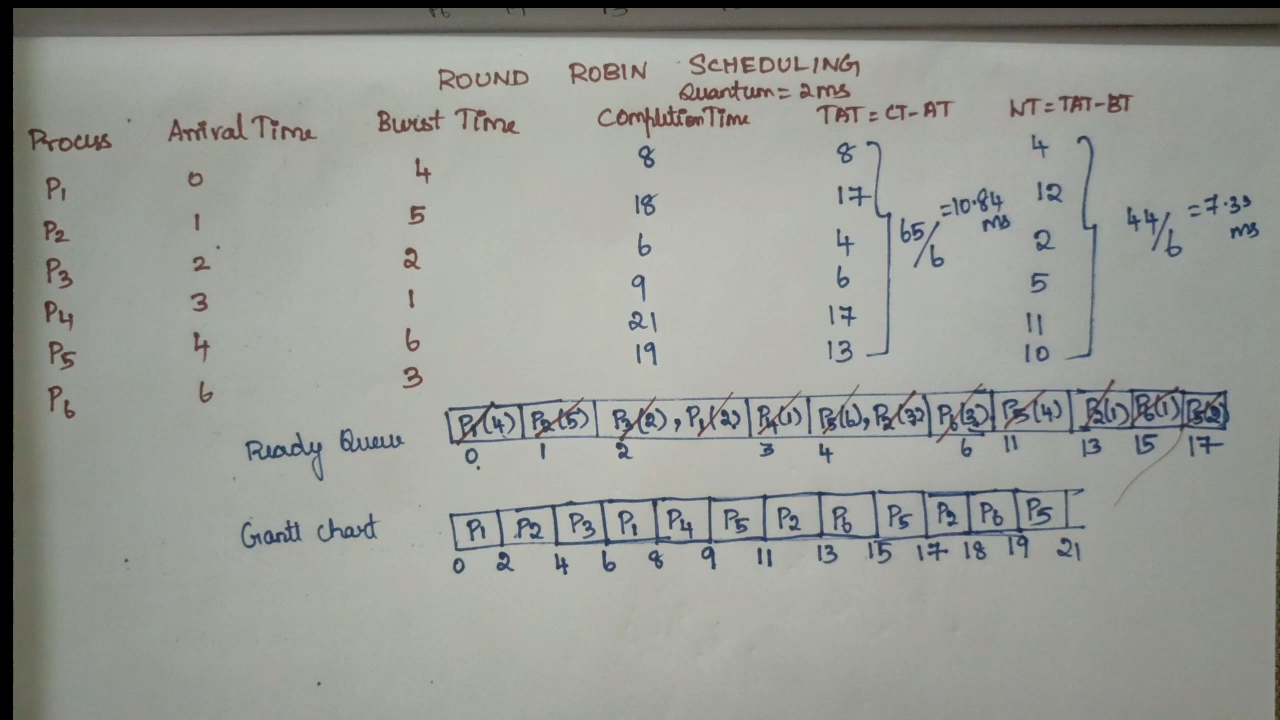 ROUND ROBIN SCHEDULING
Quantum = 2ms
Process Arrival Time Burst Time Completion Time TAT = CT-AT WT = TAT-BT
P1 0 4 8 8 4
P2 1 5 18 17 12
P3 2 2 6 4 2
P4 3 1 9 6 5
P5 4 6 21 17 11
P6 6 3 19 13 10
65/6 =10.84 ms
44/6 =7.33 ms
Ready Queue P1(4) P2(5) P3(2), P1(2) P4(1) P5(6), P2(3) P6(3) P5(4) P2(1) P6(1) P5(2)
0 1 2 3 4 6 11 13 15 17
Gantt chart P1 P2 P3 P1 P4 P5 P2 P6 P5 P2 P6 P5
0 2 4 6 8 9 11 13 15 17 18 19 21